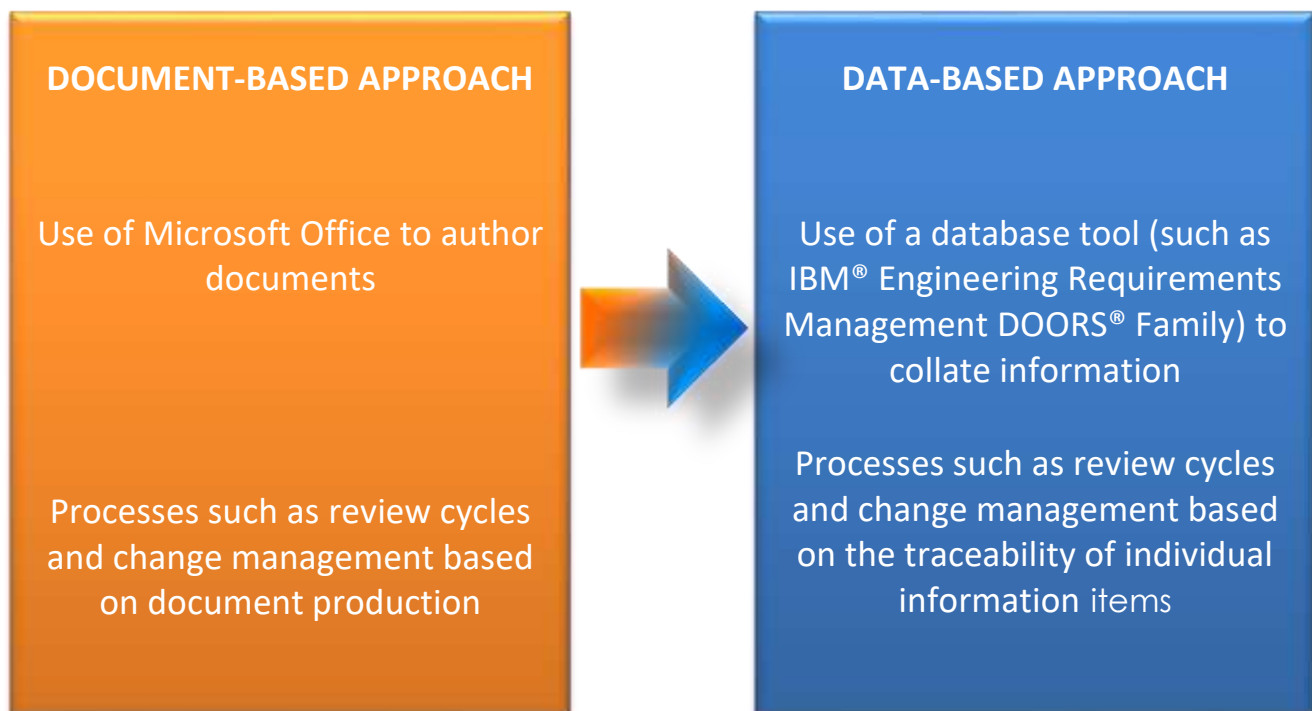 DOCUMENT-BASED APPROACH
Use of Microsoft Office to author
documents
Processes such as review cycles
and change management based
on document production
DATA-BASED APPROACH
Use of a database tool (such as
IBM® Engineering Requirements
Management DOORS® Family) to
collate information
Processes such as review cycles
and change management based
on the traceability of individual
information items